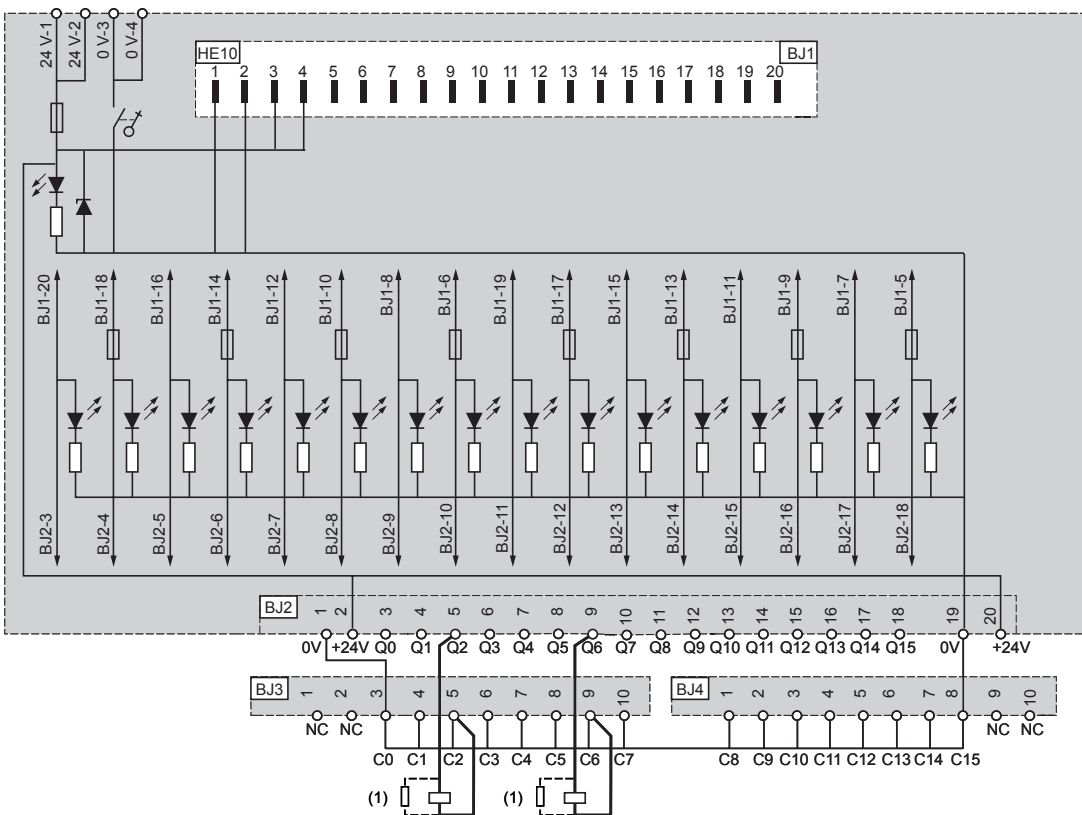 24 V-1 24 V-2 0 V-3 0 V-4
HE10 BJ1
1 2 3 4 5 6 7 8 9 10 11 12 13 14 15 16 17 18 19 20
BJ1-20 BJ1-18 BJ1-16 BJ1-14 BJ1-12 BJ1-10 BJ1-8 BJ1-6 BJ1-19 BJ1-17 BJ1-15 BJ1-13 BJ1-11 BJ1-9 BJ1-7 BJ1-5
BJ2-3 BJ2-4 BJ2-5 BJ2-6 BJ2-7 BJ2-8 BJ2-9 BJ2-10 BJ2-11 BJ2-12 BJ2-13 BJ2-14 BJ2-15 BJ2-16 BJ2-17 BJ2-18
BJ2 1 2 3 4 5 6 7 8 9 10 11 12 13 14 15 16 17 18 19 20
0V +24V Q0 Q1 Q2 Q3 Q4 Q5 Q6 Q7 Q8 Q9 Q10 Q11 Q12 Q13 Q14 Q15 0V +24V
BJ3 1 2 3 4 5 6 7 8 9 10
BJ4 1 2 3 4 5 6 7 8 9 10
NC NC NC NC
C0 C1 C2 C3 C4 C5 C6 C7 C8 C9 C10 C11 C12 C13 C14 C15
(1) (1)